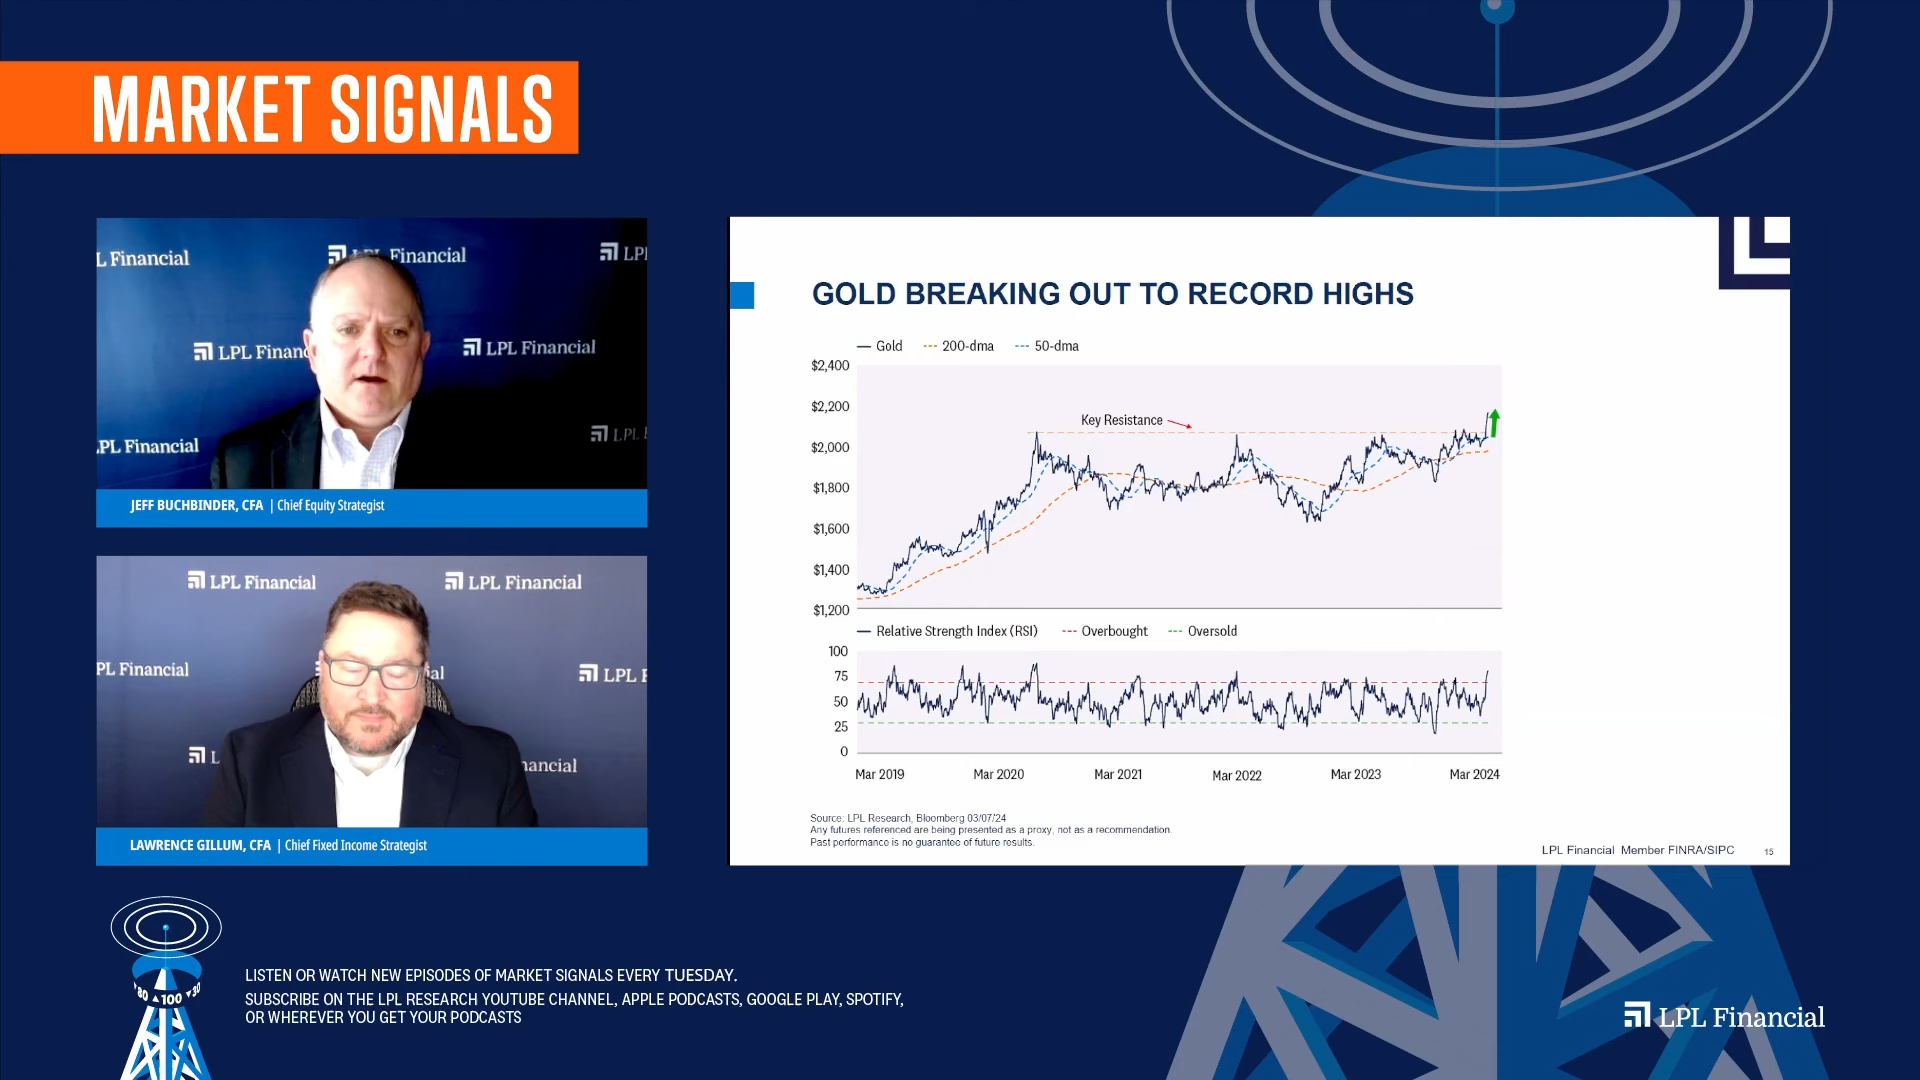 MARKET SIGNALS
L Financial
LPL Financial
LPL
LPL Financial
LPL Financial
PL Financial
LPL
JEFF BUCHBINDER, CFA | Chief Equity Strategist
LPL Financial
LPL Financial
PL Financial
ial
LPL F
L
nancial
LAWRENCE GILLUM, CFA | Chief Fixed Income Strategist
GOLD BREAKING OUT TO RECORD HIGHS
Gold 200-dma 50-dma
$2,400
$2,200
$2,000
$1,800
$1,600
$1,400
$1,200
Key Resistance
Relative Strength Index (RSI) Overbought Oversold
100
75
50
25
0
Mar 2019 Mar 2020 Mar 2021 Mar 2022 Mar 2023 Mar 2024
Source: LPL Research, Bloomberg 03/07/24
Any futures referenced are being presented as a proxy, not as a recommendation.
Past performance is no guarantee of future results.
LPL Financial Member FINRA/SIPC 15
80 ▲ 100 ▼ 30
LISTEN OR WATCH NEW EPISODES OF MARKET SIGNALS EVERY TUESDAY.
SUBSCRIBE ON THE LPL RESEARCH YOUTUBE CHANNEL, APPLE PODCASTS, GOOGLE PLAY, SPOTIFY,
OR WHEREVER YOU GET YOUR PODCASTS
LPL Financial